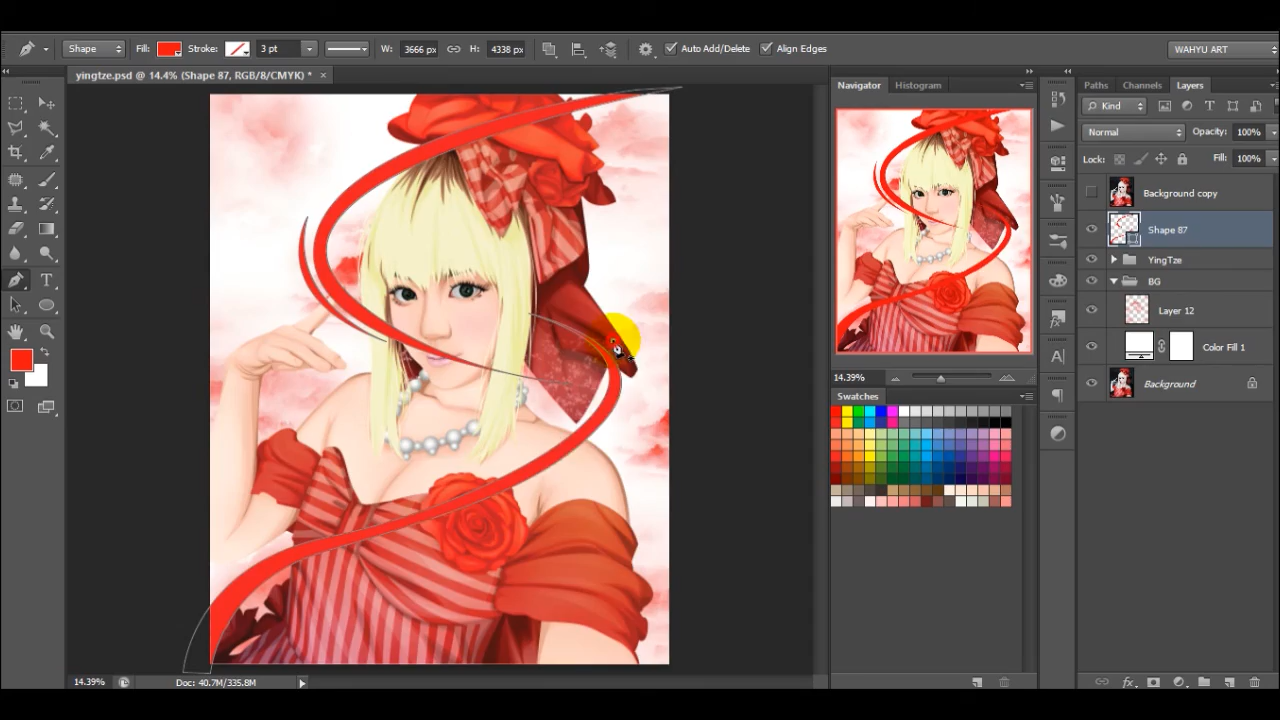 Shape Fill: Stroke: 3 pt W: 3666 px H: 4338 px Auto Add/Delete Align Edges WAHYU ART
yingtze.psd @ 14.4% (Shape 87, RGB/8/CMYK) * ×
Navigator Histogram
Paths Channels Layers
Kind
Normal Opacity: 100%
Lock: Fill: 100%
Background copy
Shape 87
YingTze
BG
Layer 12
Color Fill 1
Background
14.39%
Swatches
14.39% Doc: 40.7M/335.8M